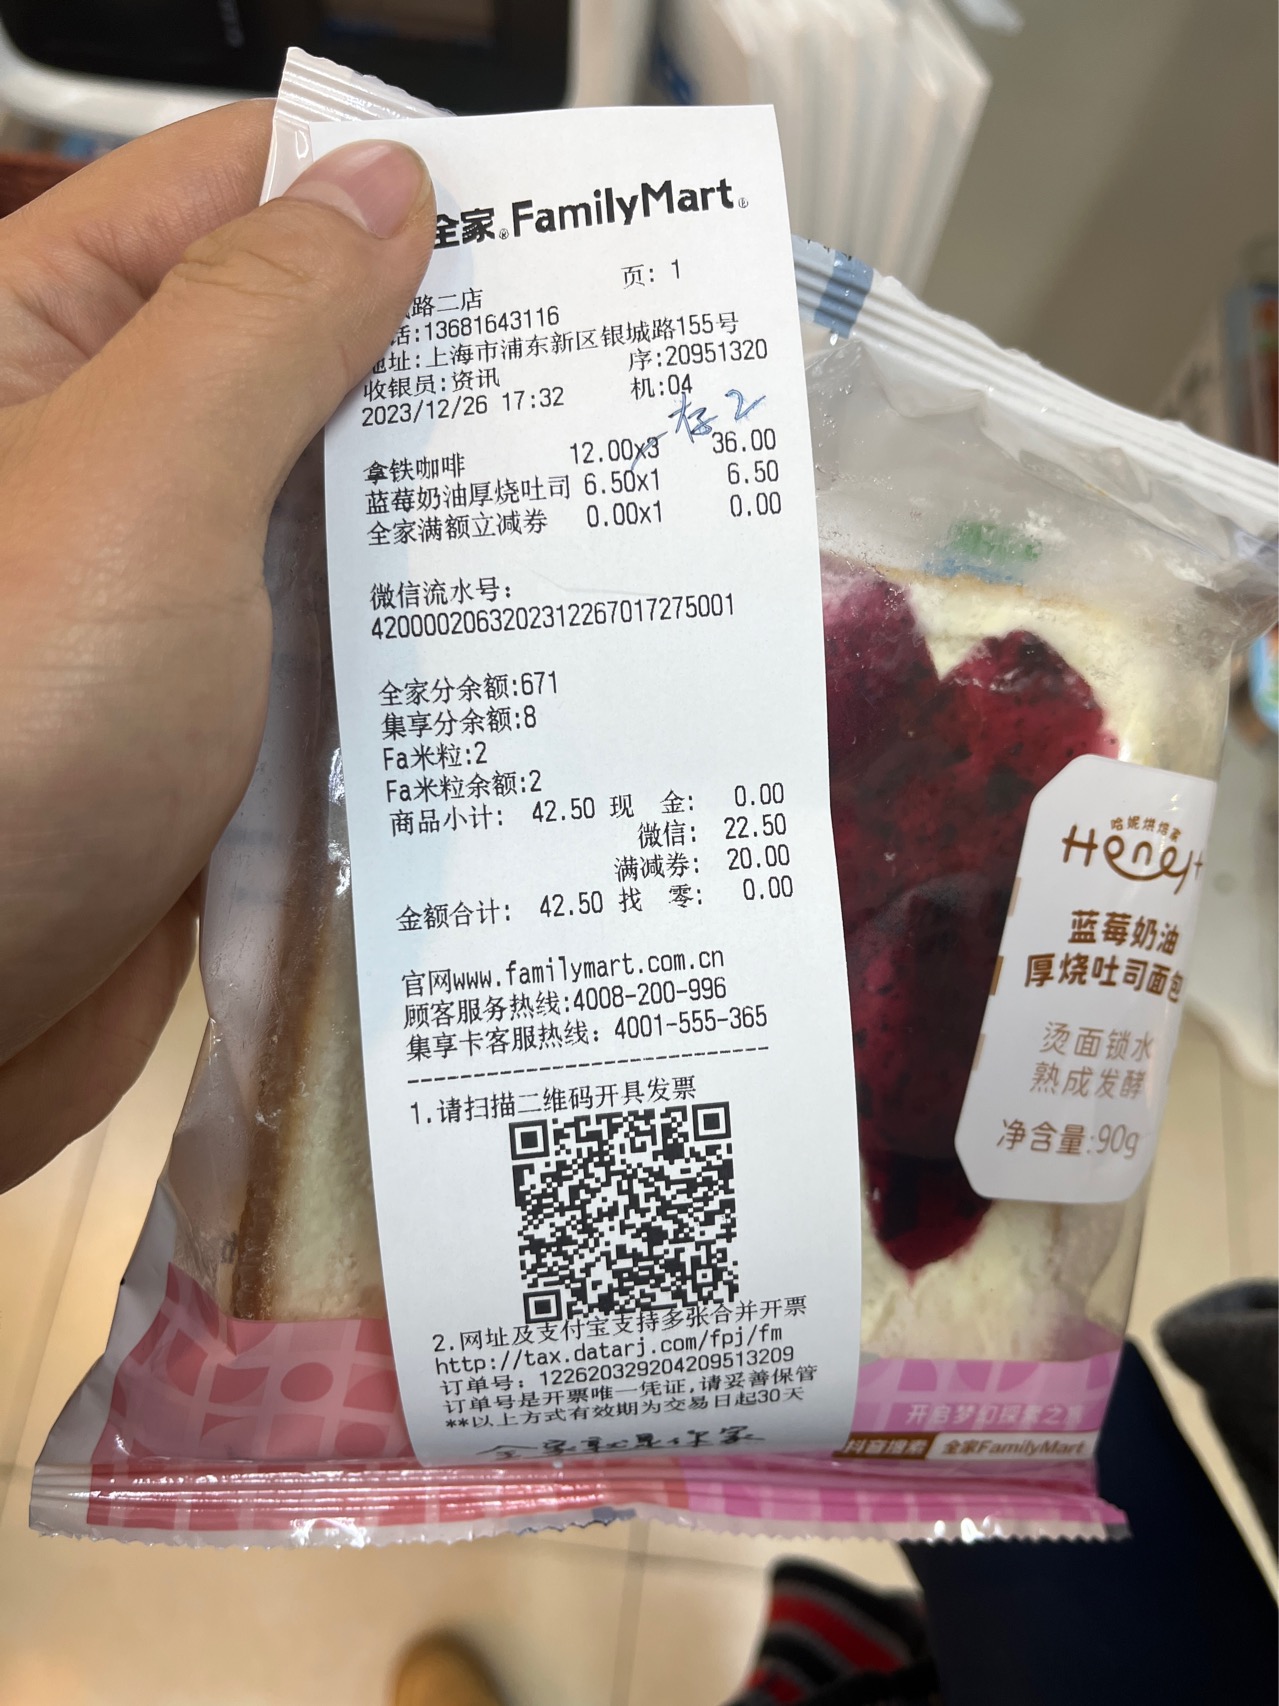 全家 FamilyMart
页: 1
路二店
话:13681643116
地址:上海市浦东新区银城路155号
收银员:资讯 序:20951320
2023/12/26 17:32 机:04
存2
拿铁咖啡 12.00x3 36.00
蓝莓奶油厚烧吐司 6.50x1 6.50
全家满额立减券 0.00x1 0.00
微信流水号:
4200002063202312267017275001
全家分余额:671
集享分余额:8
Fa米粒:2
Fa米粒余额:2
商品小计: 42.50 现 金: 0.00
微信: 22.50
满减券: 20.00
金额合计: 42.50 找 零: 0.00
官网www.familymart.com.cn
顾客服务热线:4008-200-996
集享卡客服热线: 4001-555-365
1.请扫描二维码开具发票
2.网址及支付宝支持多张合并开票
http://tax.datarj.com/fpj/fm
订单号: 122620329204209513209
订单号是开票唯一凭证,请妥善保管
**以上方式有效期为交易日起30天
全家就是你家
哈妮烘焙家
蓝莓奶油
厚烧吐司面包
烫面锁水
熟成发酵
净含量:90g
开启梦幻探索之
抖音搜索 全家FamilyMart